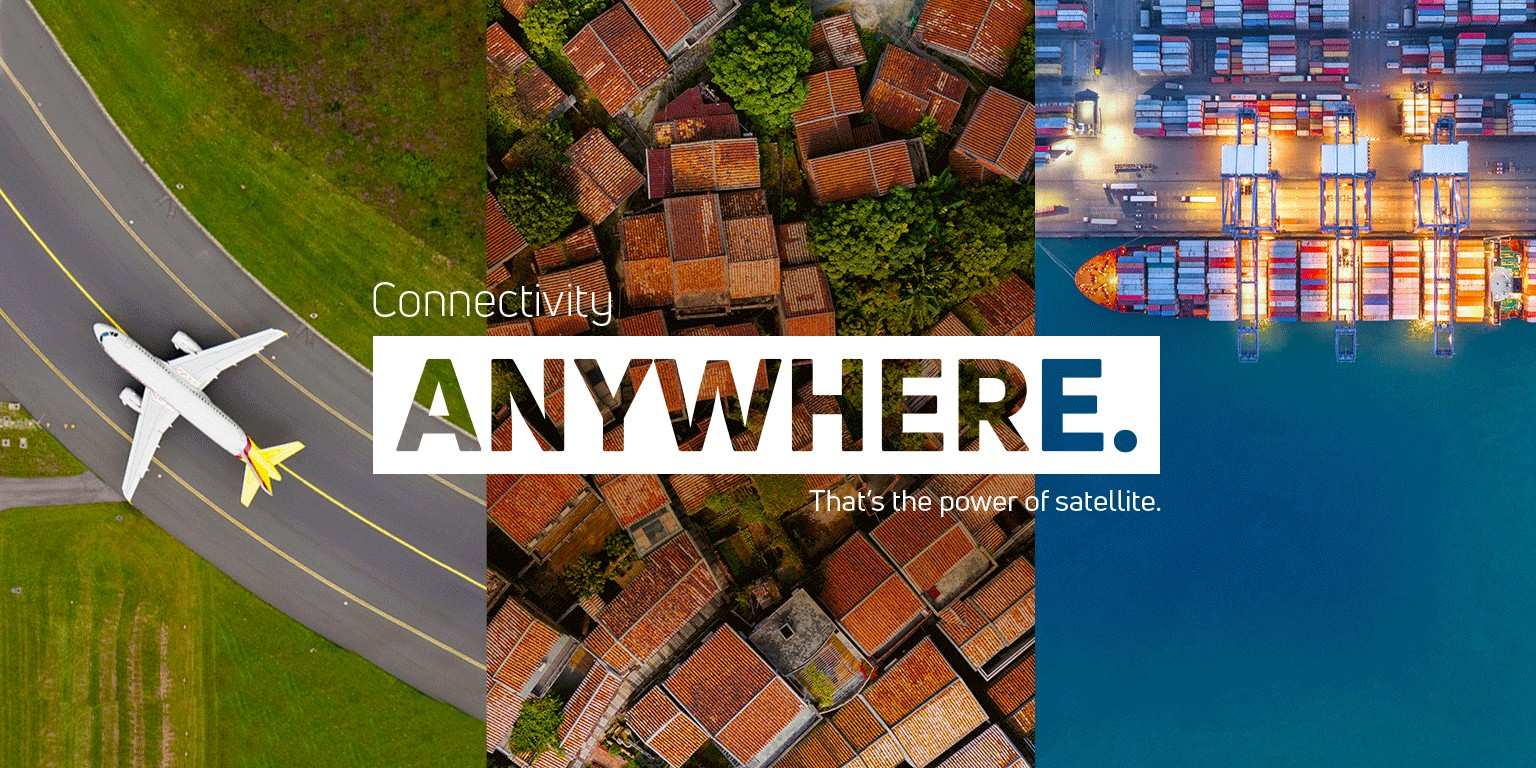 Connectivity
ANYWHERE.
That's the power of satellite.